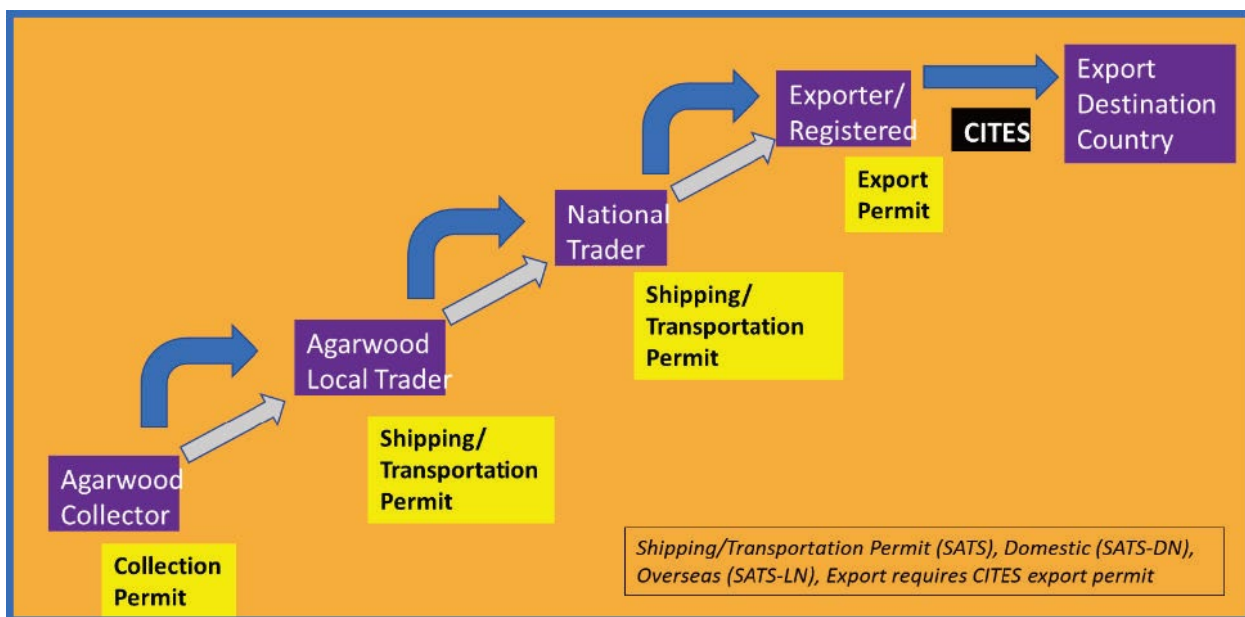 Agarwood
Collector
Collection
Permit
Agarwood
Local Trader
Shipping/
Transportation
Permit
National
Trader
Shipping/
Transportation
Permit
Exporter/
Registered
Export
Permit
CITES
Export
Destination
Country
Shipping/Transportation Permit (SATS), Domestic (SATS-DN),
Overseas (SATS-LN), Export requires CITES export permit